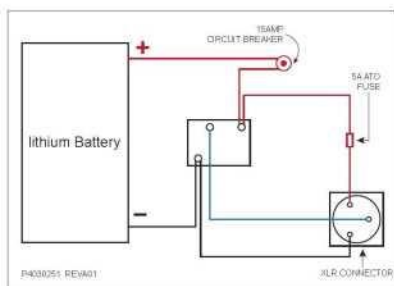 15AMP
CIRCUIT BREAKER
+
5A ATO
FUSE
lithium Battery
−
P4030251 REVA01
XLR CONNECTOR